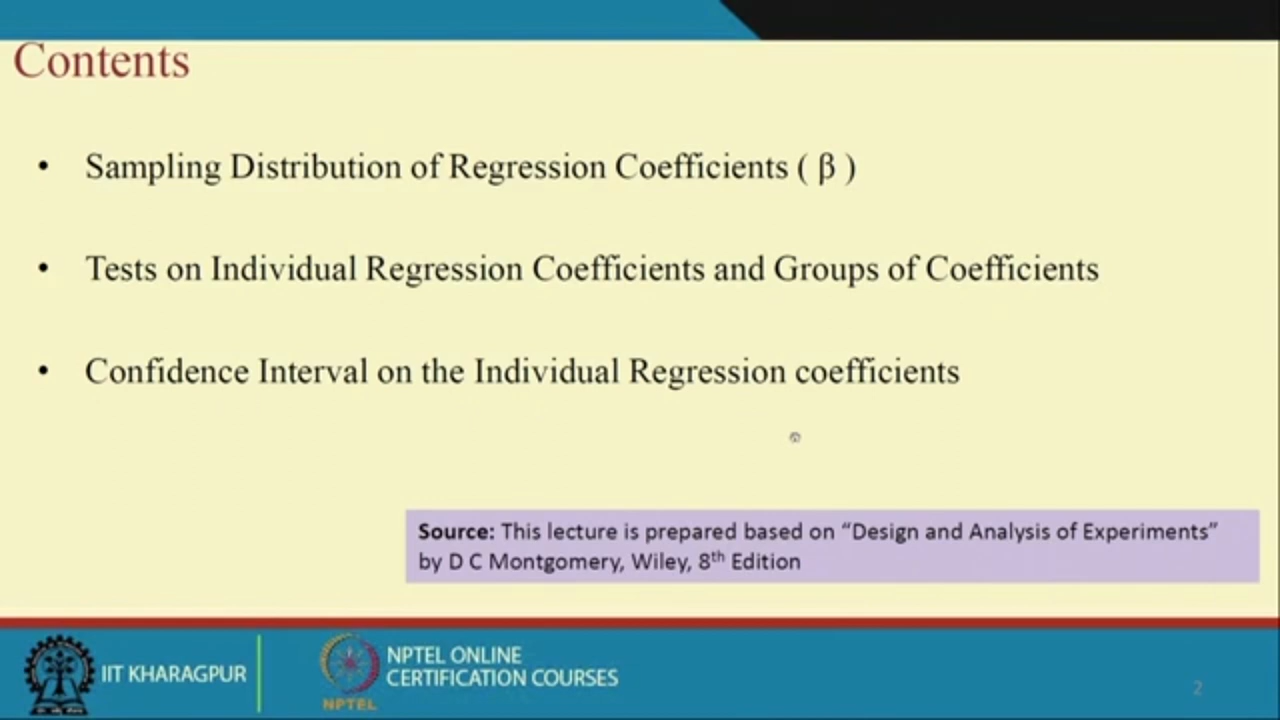 Contents
• Sampling Distribution of Regression Coefficients ( β )
• Tests on Individual Regression Coefficients and Groups of Coefficients
• Confidence Interval on the Individual Regression coefficients
Source: This lecture is prepared based on “Design and Analysis of Experiments”
by D C Montgomery, Wiley, 8th Edition
IIT KHARAGPUR
NPTEL
NPTEL ONLINE
CERTIFICATION COURSES
2